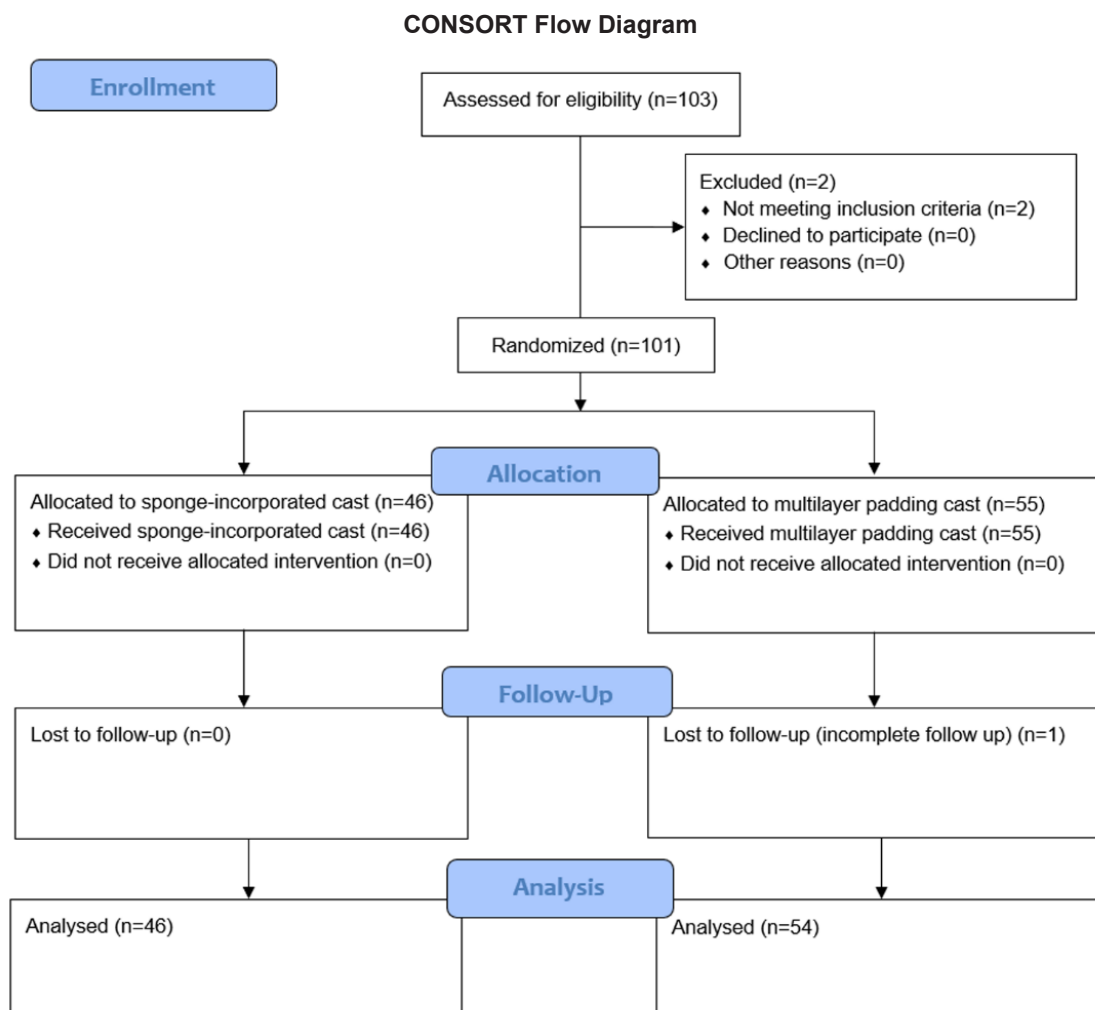 CONSORT Flow Diagram
Enrollment
Assessed for eligibility (n=103)
Excluded (n=2)
♦ Not meeting inclusion criteria (n=2)
♦ Declined to participate (n=0)
♦ Other reasons (n=0)
Randomized (n=101)
Allocation
Allocated to sponge-incorporated cast (n=46)
♦ Received sponge-incorporated cast (n=46)
♦ Did not receive allocated intervention (n=0)
Allocated to multilayer padding cast (n=55)
♦ Received multilayer padding cast (n=55)
♦ Did not receive allocated intervention (n=0)
Follow-Up
Lost to follow-up (n=0)
Lost to follow-up (incomplete follow up) (n=1)
Analysis
Analysed (n=46)
Analysed (n=54)